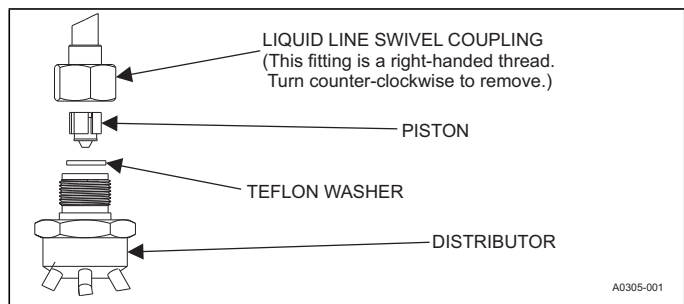 LIQUID LINE SWIVEL COUPLING
(This fitting is a right-handed thread.
Turn counter-clockwise to remove.)
PISTON
TEFLON WASHER
DISTRIBUTOR
A0305-001